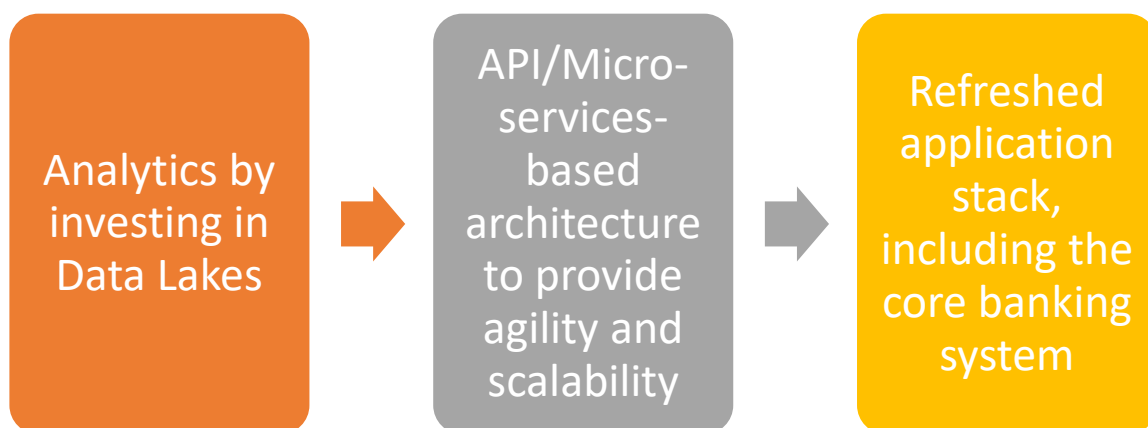 Analytics by
investing in
Data Lakes
API/Micro-
services-
based
architecture
to provide
agility and
scalability
Refreshed
application
stack,
including the
core banking
system